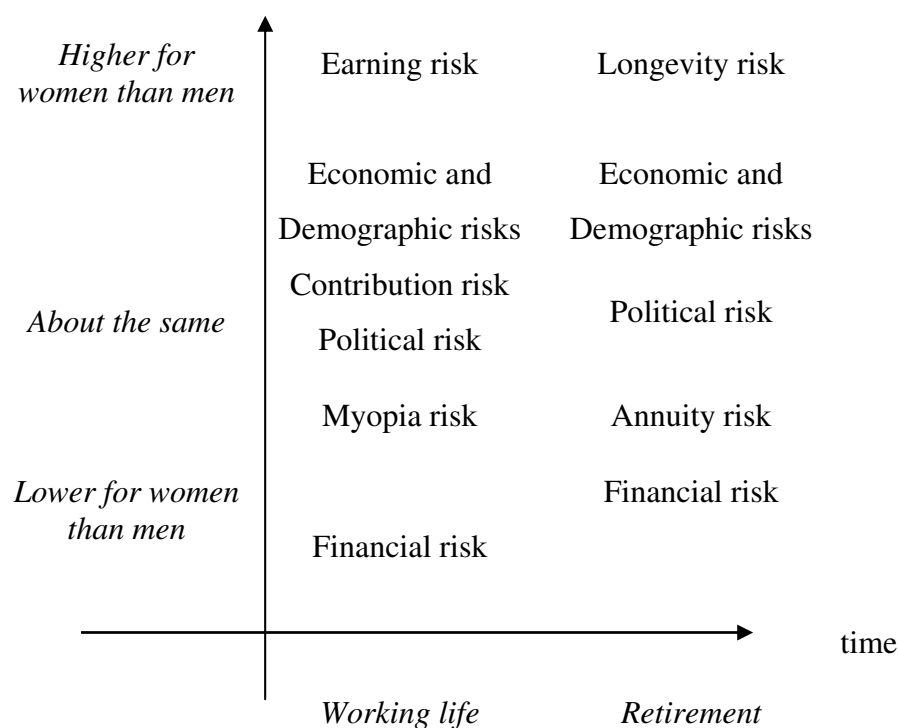 Higher for
women than men
Earning risk
Longevity risk
Economic and
Demographic risks
Economic and
Demographic risks
About the same
Contribution risk
Political risk
Political risk
Myopia risk
Annuity risk
Lower for women
than men
Financial risk
Financial risk
time
Working life
Retirement